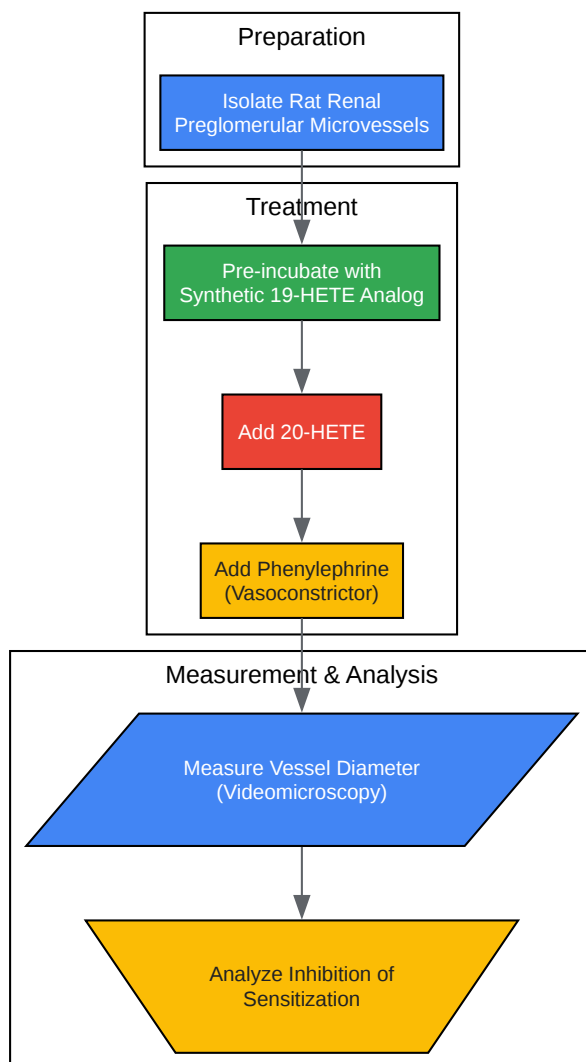 Preparation
Isolate Rat Renal
Preglomerular Microvessels
Treatment
Pre-incubate with
Synthetic 19-HETE Analog
Add 20-HETE
Add Phenylephrine
(Vasoconstrictor)
Measurement & Analysis
Measure Vessel Diameter
(Videomicroscopy)
Analyze Inhibition of
Sensitization